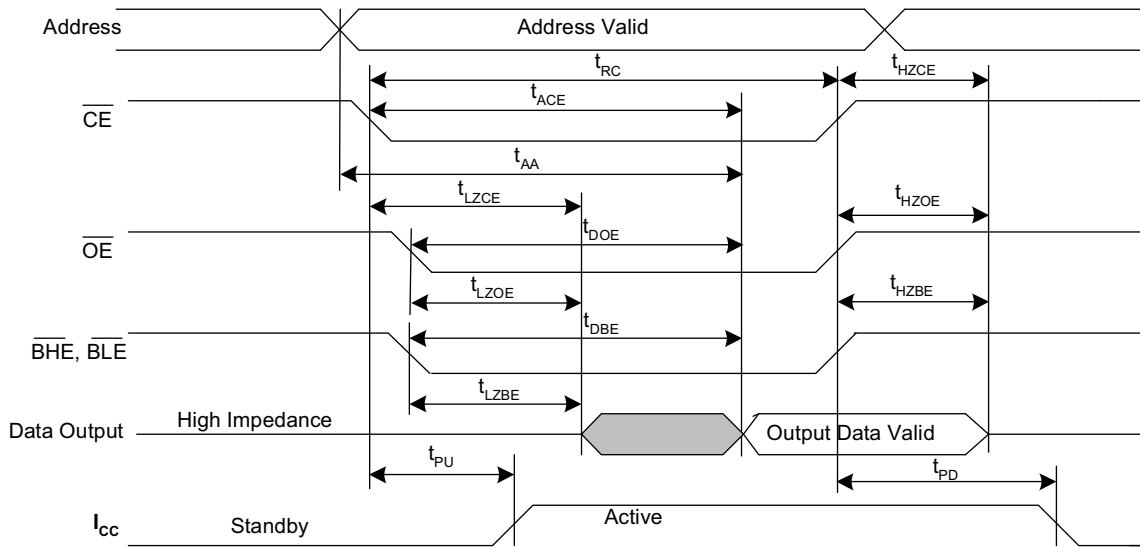 Address
Address Valid
tRC
tHZCE
tACE
CE
tAA
tLZCE
tHZOE
tDOE
OE
tLZOE
tHZBE
tDBE
BHE, BLE
tLZBE
High Impedance
Data Output
Output Data Valid
tPU
tPD
ICC
Standby
Active